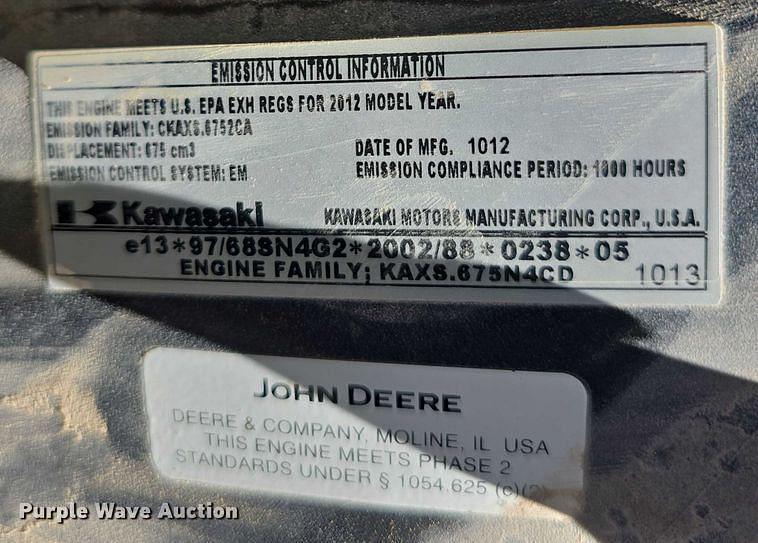 EMISSION CONTROL INFORMATION
THIS ENGINE MEETS U.S. EPA EXH REGS FOR 2012 MODEL YEAR.
EMISSION FAMILY: CKAXS.6752CA
DISPLACEMENT: 675 cm3 DATE OF MFG. 1012
EMISSION CONTROL SYSTEM: EM EMISSION COMPLIANCE PERIOD: 1000 HOURS
Kawasaki KAWASAKI MOTORS MANUFACTURING CORP., U.S.A.
e13*97/68SN4G2*2002/88*0238*05
ENGINE FAMILY; KAXS.675N4CD 1013
JOHN DEERE
DEERE & COMPANY, MOLINE, IL USA
THIS ENGINE MEETS PHASE 2
STANDARDS UNDER § 1054.625 (c)(2
Purple Wave Auction